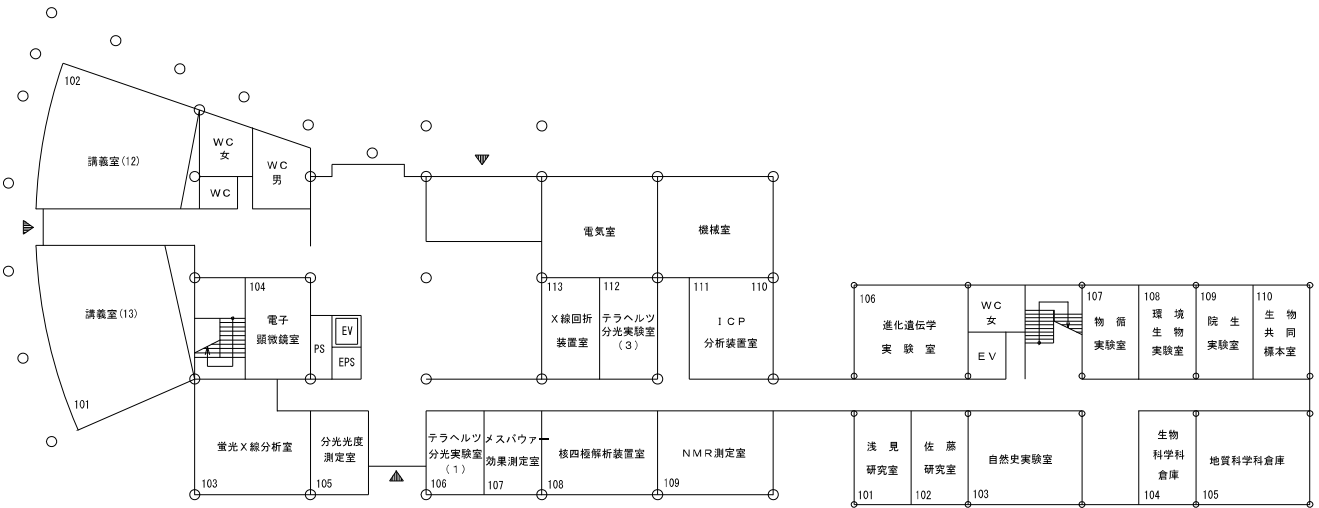 102
講義室(12)
WC
女
WC
男
WC
講義室(13)
101
104
電子
顕微鏡室
PS
EV
EPS
蛍光X線分析室
103
分光光度
測定室
105
電気室
機械室
113
X線回折
装置室
112
テラヘルツ
分光実験室
(3)
111
110
ICP
分析装置室
テラヘルツ
分光実験室
(1)
106
メスバウァー
効果測定室
107
核四極解析装置室
108
NMR測定室
109
106
進化遺伝学
実験室
WC
女
EV
107
物循
実験室
108
環境
生物
実験室
109
院生
実験室
110
生物
共同
標本室
浅見
研究室
101
佐藤
研究室
102
自然史実験室
103
生物
科学科
倉庫
104
地質科学科倉庫
105